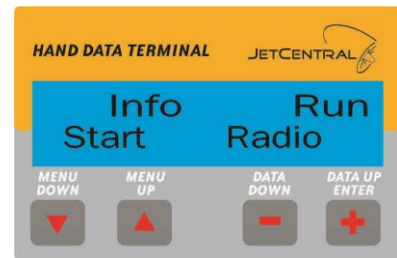 HAND DATA TERMINAL JETCENTRAL
Info Run
Start Radio
MENU DOWN MENU UP DATA DOWN DATA UP ENTER